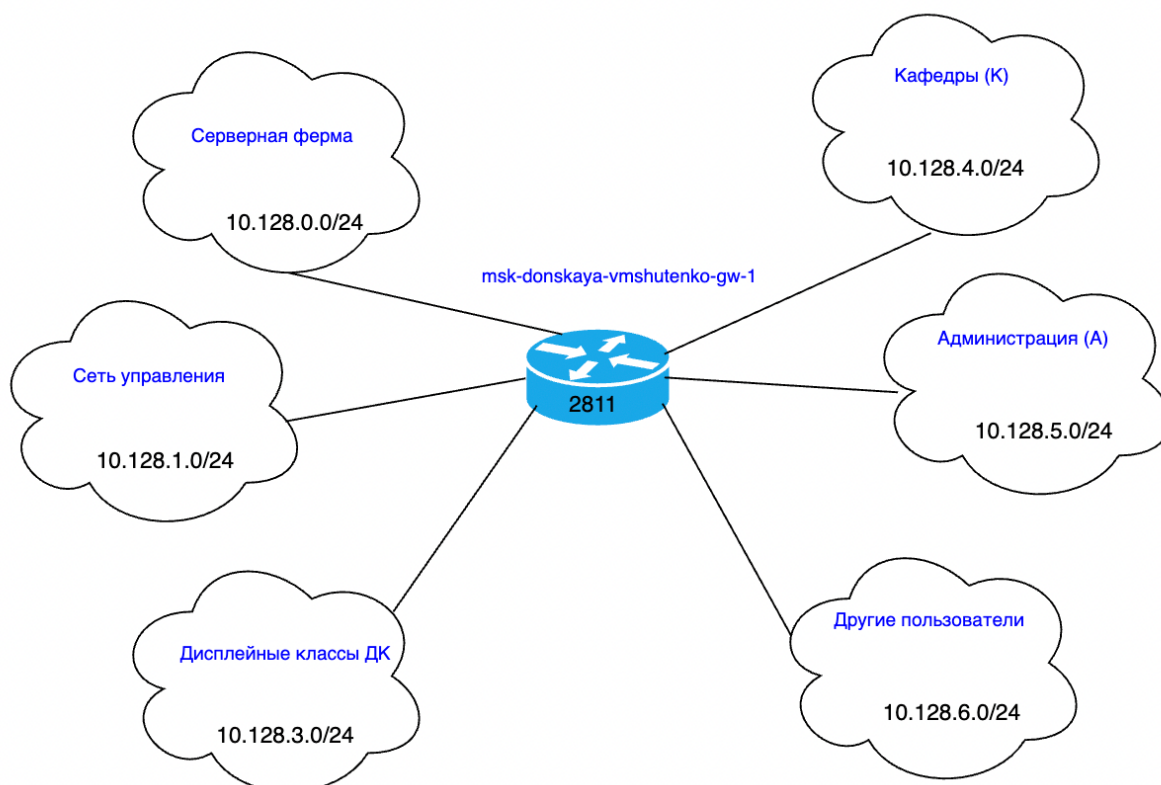 Серверная ферма
10.128.0.0/24
Кафедры (К)
10.128.4.0/24
msk-donskaya-vmshutenko-gw-1
2811
Сеть управления
10.128.1.0/24
Администрация (А)
10.128.5.0/24
Дисплейные классы ДК
10.128.3.0/24
Другие пользователи
10.128.6.0/24